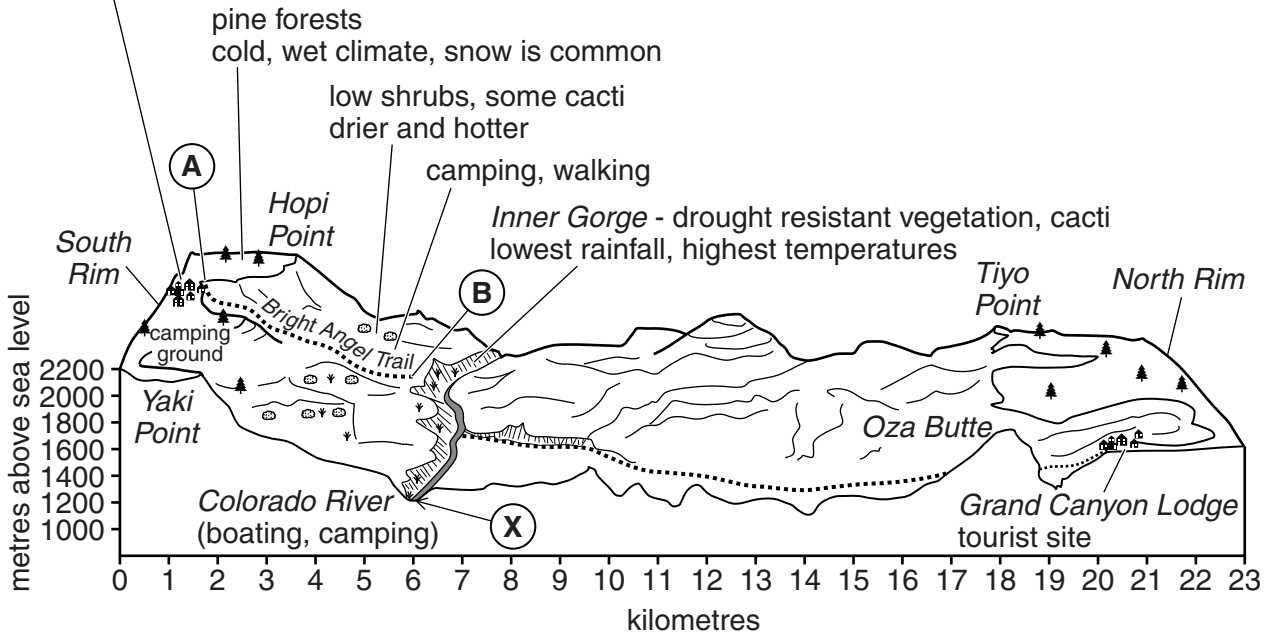 pine forests
cold, wet climate, snow is common
low shrubs, some cacti
drier and hotter
A
camping, walking
Hopi
Point
Inner Gorge - drought resistant vegetation, cacti
lowest rainfall, highest temperatures
South
Rim
B
Tiyo
Point
North Rim
Bright Angel Trail
camping
ground
metres above sea level
2200
2000
1800
1600
1400
1200
1000
Yaki
Point
Oza Butte
Colorado River
(boating, camping)
X
Grand Canyon Lodge
tourist site
0 1 2 3 4 5 6 7 8 9 10 11 12 13 14 15 16 17 18 19 20 21 22 23
kilometres